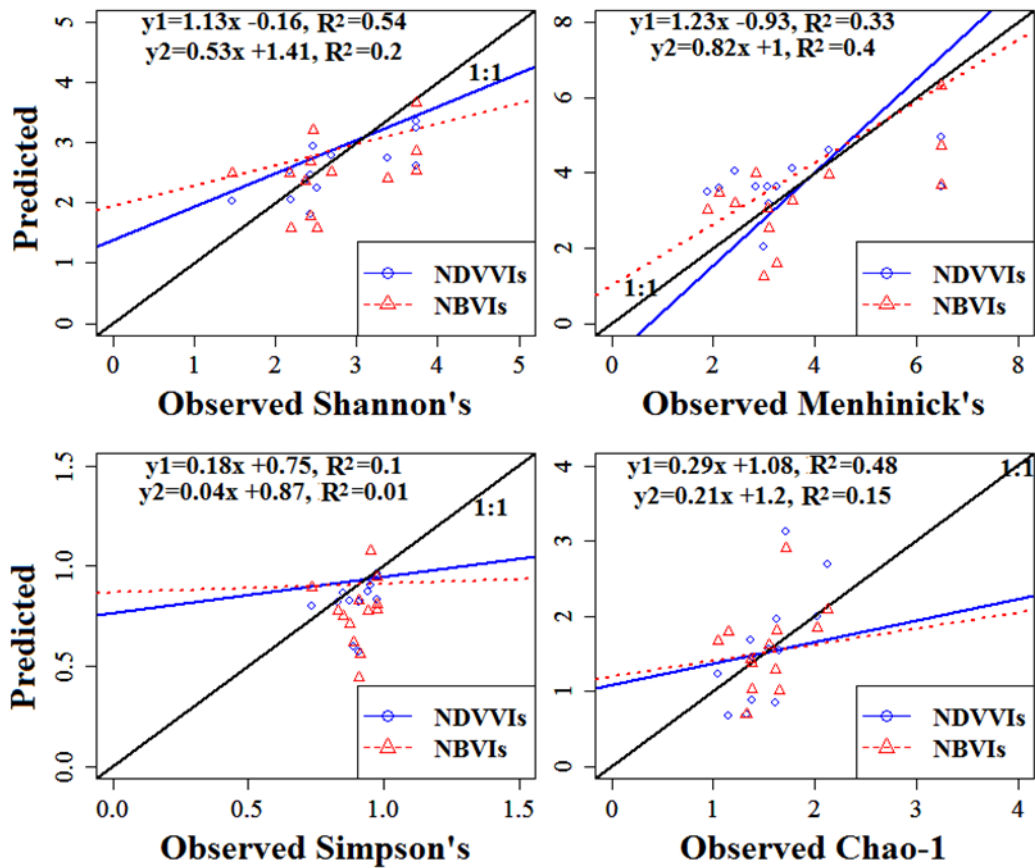 y1=1.13x -0.16, R²=0.54
y2=0.53x +1.41, R²=0.2
1:1
5
4
3
2
1
0
Predicted
NDVVIs
NBVIs
0 1 2 3 4 5
Observed Shannon's
y1=1.23x -0.93, R²=0.33
y2=0.82x +1, R²=0.4
1:1
8
6
4
2
0
NDVVIs
NBVIs
0 2 4 6 8
Observed Menhinick's
y1=0.18x +0.75, R²=0.1
y2=0.04x +0.87, R²=0.01
1:1
1.5
1.0
0.5
0.0
Predicted
NDVVIs
NBVIs
0.0 0.5 1.0 1.5
Observed Simpson's
y1=0.29x +1.08, R²=0.48
y2=0.21x +1.2, R²=0.15
1:1
4
3
2
1
0
NDVVIs
NBVIs
0 1 2 3 4
Observed Chao-1